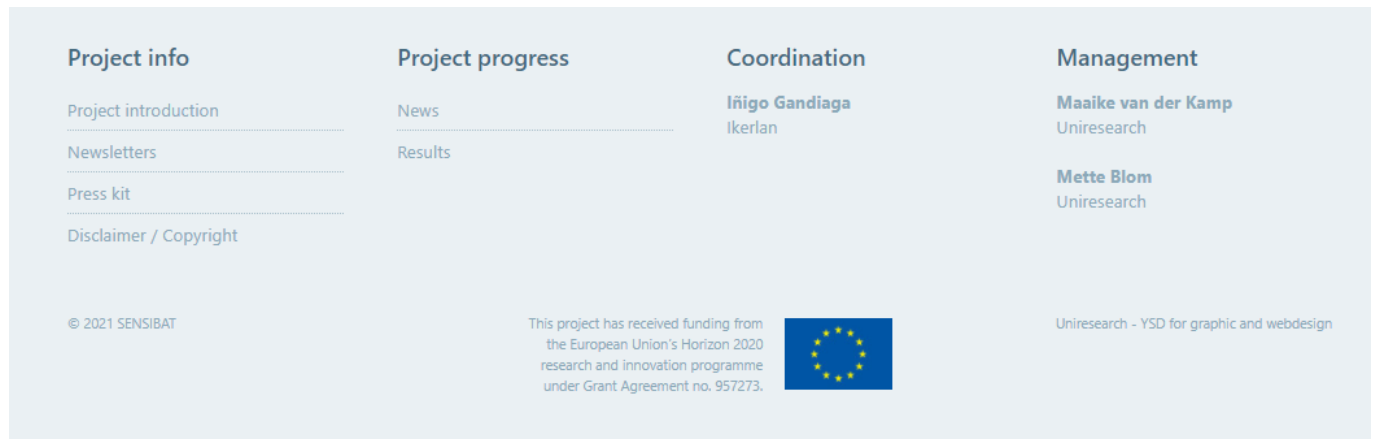 Project info
Project introduction
Newsletters
Press kit
Disclaimer / Copyright
Project progress
News
Results
Coordination
Iñigo Gandiaga
Ikerlan
Management
Maaike van der Kamp
Uniresearch
Mette Blom
Uniresearch
© 2021 SENSIBAT
This project has received funding from
the European Union's Horizon 2020
research and innovation programme
under Grant Agreement no. 957273.
Uniresearch - YSD for graphic and webdesign